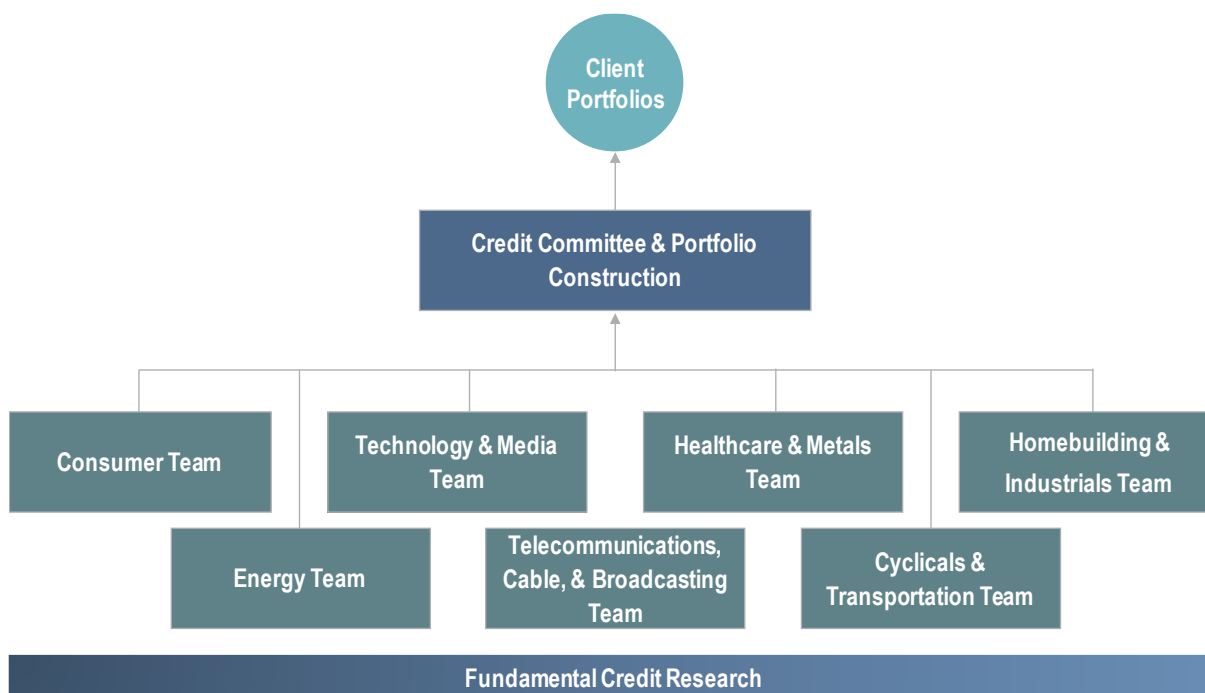 Client
Portfolios
Credit Committee & Portfolio
Construction
Consumer Team
Technology & Media
Team
Healthcare & Metals
Team
Homebuilding &
Industrials Team
Energy Team
Telecommunications,
Cable, & Broadcasting
Team
Cyclicals &
Transportation Team
Fundamental Credit Research